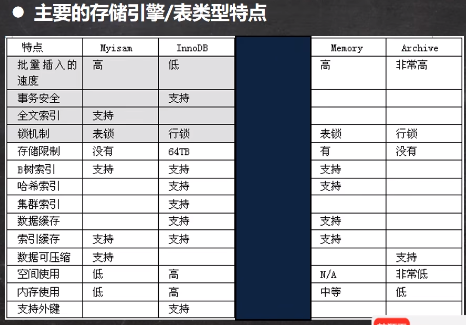 ● 主要的存储引擎/表类型特点
特点 Myisam InnoDB Memory Archive
批量插入的速度 高 低 高 非常高
事务安全 支持
全文索引 支持
锁机制 表锁 行锁 表锁 行锁
存储限制 没有 64TB 有 没有
B树索引 支持 支持 支持
哈希索引 支持 支持
集群索引 支持
数据缓存 支持 支持
索引缓存 支持 支持 支持
数据可压缩 支持 支持
空间使用 低 高 N/A 非常低
内存使用 低 高 中等 低
支持外键 支持